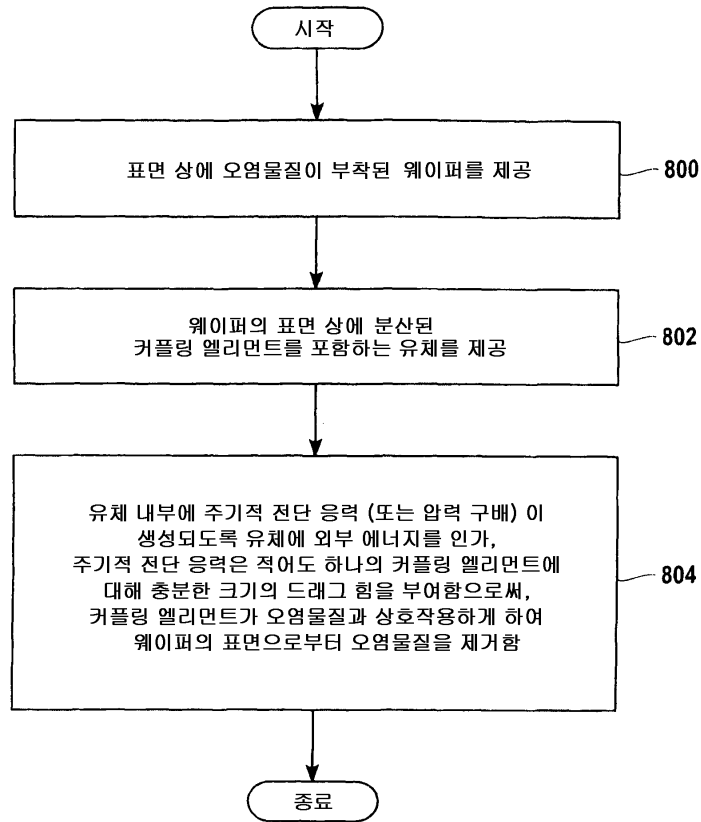 시작
표면 상에 오염물질이 부착된 웨이퍼를 제공
800
웨이퍼의 표면 상에 분산된
커플링 엘리먼트를 포함하는 유체를 제공
802
유체 내부에 주기적 전단 응력 (또는 압력 구배) 이
생성되도록 유체에 외부 에너지를 인가,
주기적 전단 응력은 적어도 하나의 커플링 엘리먼트에
대해 충분한 크기의 드래그 힘을 부여함으로써,
커플링 엘리먼트가 오염물질과 상호작용하게 하여
웨이퍼의 표면으로부터 오염물질을 제거함
804
종료